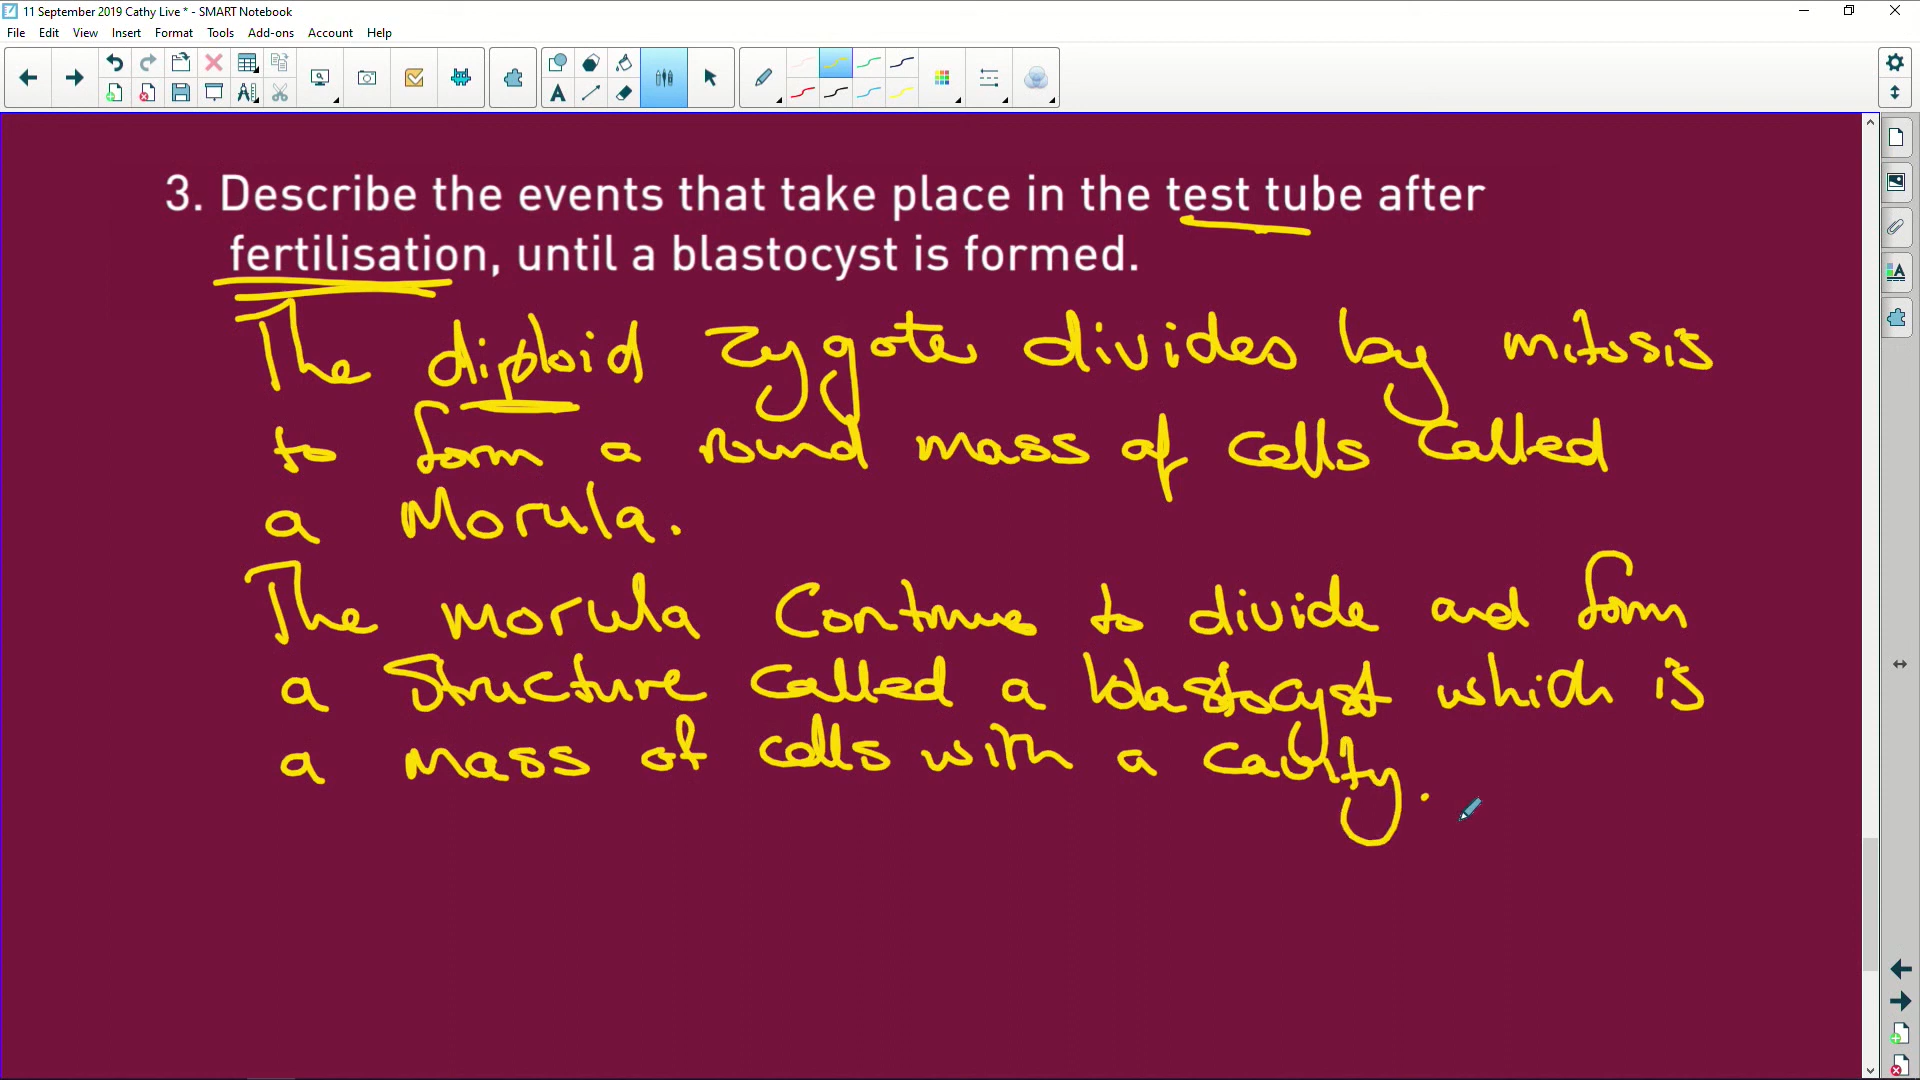 11 September 2019 Cathy Live * - SMART Notebook
File Edit View Insert Format Tools Add-ons Account Help
3. Describe the events that take place in the test tube after
fertilisation, until a blastocyst is formed.
The diploid zygote divides by mitosis
to form a round mass of cells called
a Morula.
The morula Continue to divide and form
a Structure called a blastocyst which is
a mass of cells with a cavity.